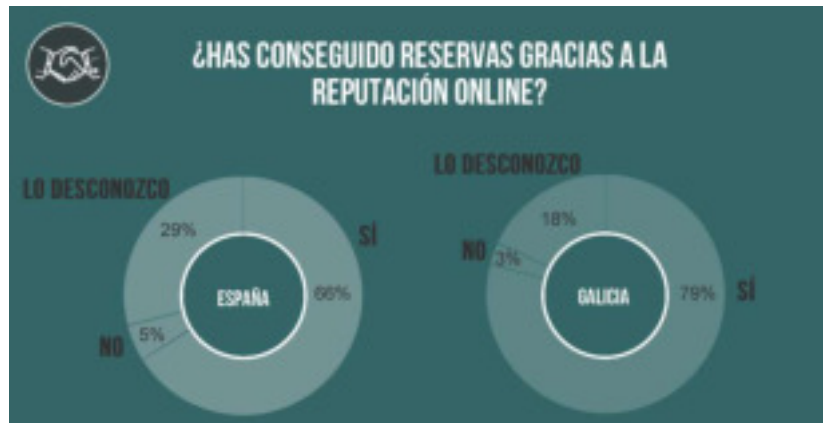 ¿HAS CONSEGUIDO RESERVAS GRACIAS A LA
REPUTACIÓN ONLINE?
LO DESCONOZCO
29%
SÍ
66%
ESPAÑA
5%
NO
LO DESCONOZCO
18%
NO
3%
GALICIA
79%
SÍ